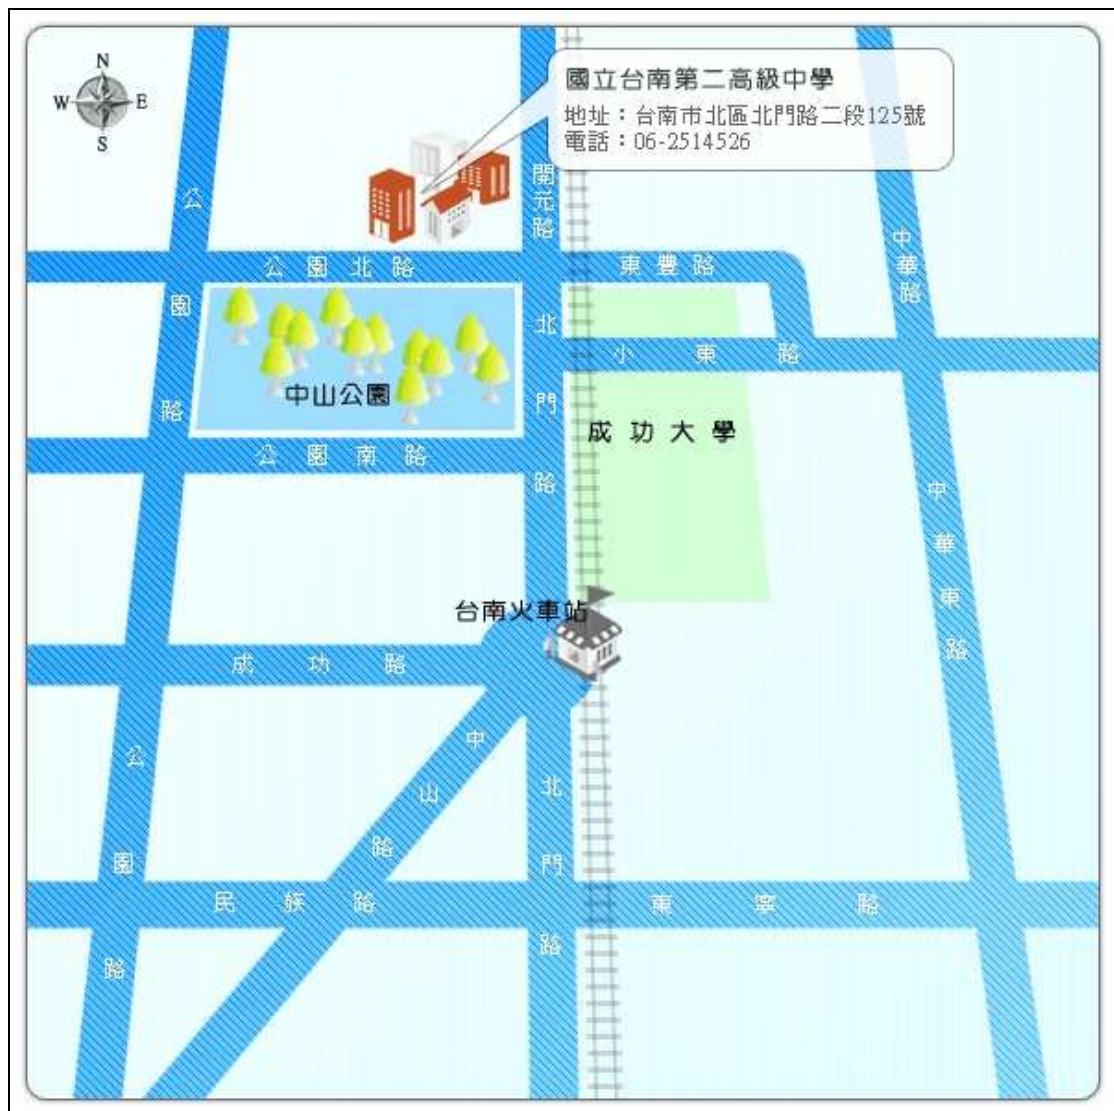 N
W E
S
國立台南第二高級中學
地址：台南市北區北門路二段125號
電話：06-2514526
開元路
公園路
中華路
公園北路
東豐路
北門路
小東路
中山公園
成功大學
公園南路
中華東路
台南火車站
成功路
中山路
公園路
北門路
民族路
東寧路